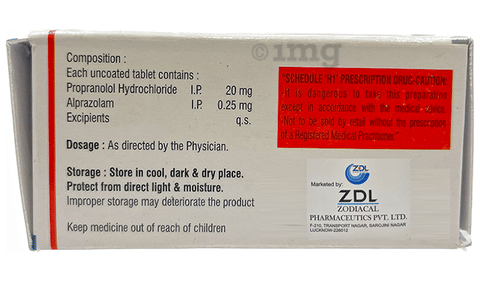 Composition :
Each uncoated tablet contains :
Propranolol Hydrochloride I.P. 20 mg
Alprazolam I.P. 0.25 mg
Excipients q.s.
Dosage : As directed by the Physician.
Storage : Store in cool, dark & dry place.
Protect from direct light & moisture.
Improper storage may deteriorate the product
Keep medicine out of reach of children
1mg
"SCHEDULE 'H1' PRESCRIPTION DRUG-CAUTION:
It is dangerous to take this preparation
except in accordance with the medical advice.
Not to be sold by retail without the prescription
of a Registered Medical Practitioner."
ZDL
Marketed by:
ZDL
ZODIACAL
PHARMACEUTICS PVT. LTD.
F-210, TRANSPORT NAGAR, SAROJINI NAGAR
LUCKNOW-226012